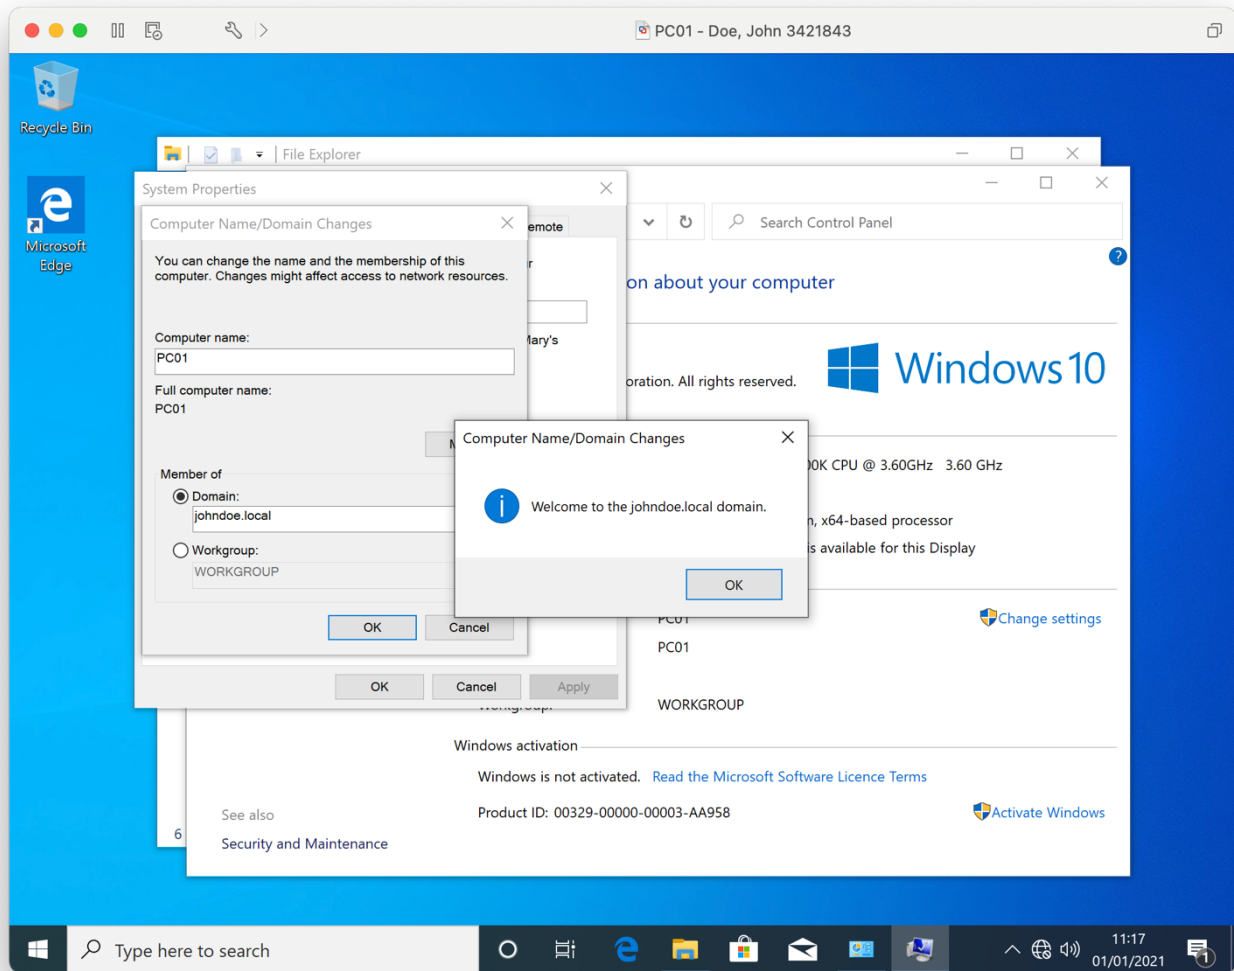 PC01 - Doe, John 3421843
Recycle Bin
Microsoft
Edge
File Explorer
System Properties
Computer Name/Domain Changes
emote
Search Control Panel
You can change the name and the membership of this
computer. Changes might affect access to network resources.
on about your computer
Computer name:
PC01
Mary's
Full computer name:
PC01
oration. All rights reserved.
Windows 10
Computer Name/Domain Changes
Welcome to the johndoe.local domain.
OK
Member of
Domain:
johndoe.local
Workgroup:
WORKGROUP
OK
Cancel
00K CPU @ 3.60GHz 3.60 GHz
, x64-based processor
is available for this Display
PC01
Change settings
PC01
OK
Cancel
Apply
Workgroup:
WORKGROUP
Windows activation
Windows is not activated. Read the Microsoft Software Licence Terms
Product ID: 00329-00000-00003-AA958
Activate Windows
See also
Security and Maintenance
6
Type here to search
11:17
01/01/2021
1